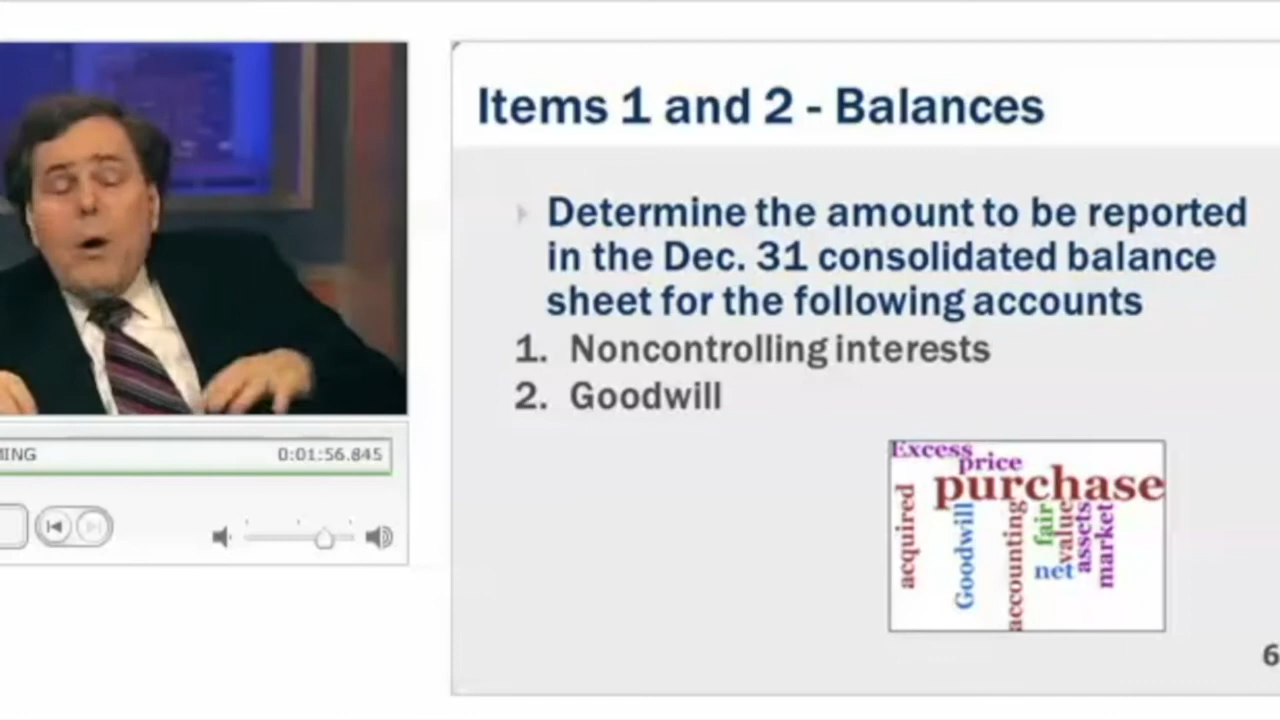 Items 1 and 2 - Balances
Determine the amount to be reported
in the Dec. 31 consolidated balance
sheet for the following accounts
1. Noncontrolling interests
2. Goodwill
MING
0:01:56.845
Excess
price
purchase
acquired
Goodwill
accounting
fair
value
assets
market
net
6